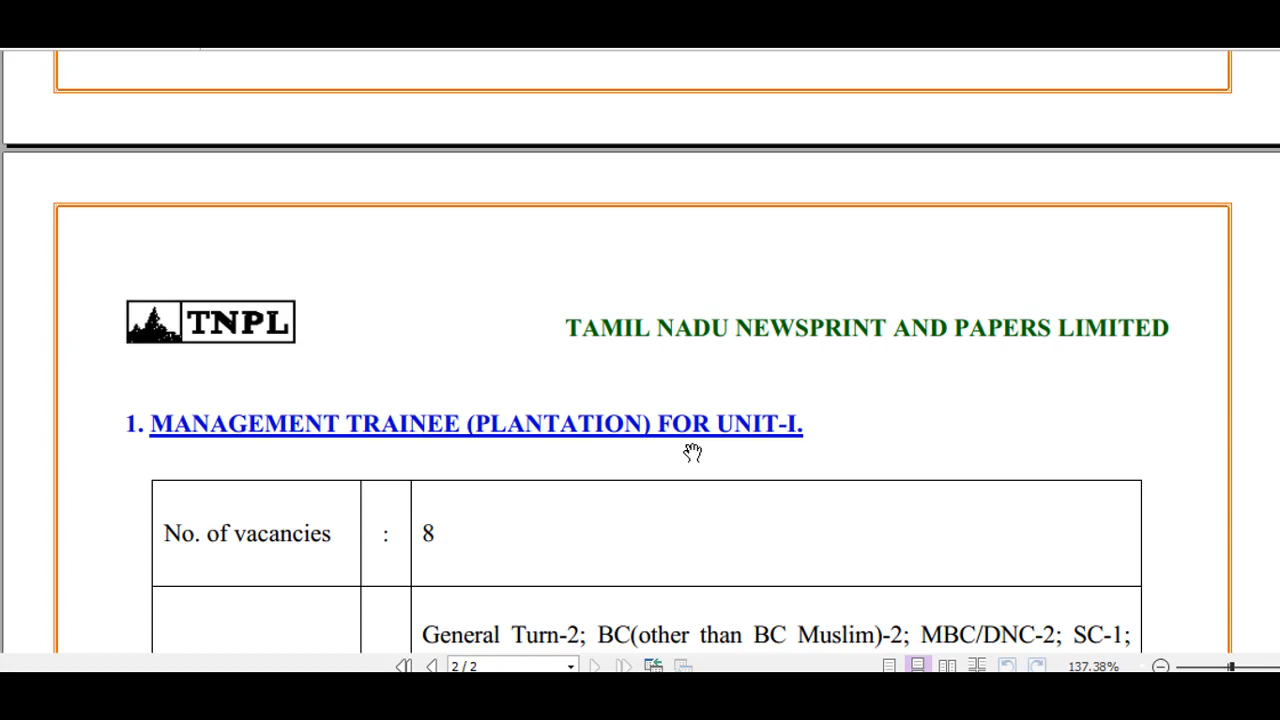 TNPL
TAMIL NADU NEWSPRINT AND PAPERS LIMITED
1. MANAGEMENT TRAINEE (PLANTATION) FOR UNIT-I.
No. of vacancies : 8
General Turn-2; BC(other than BC Muslim)-2; MBC/DNC-2; SC-1;
2 / 2
137.38%